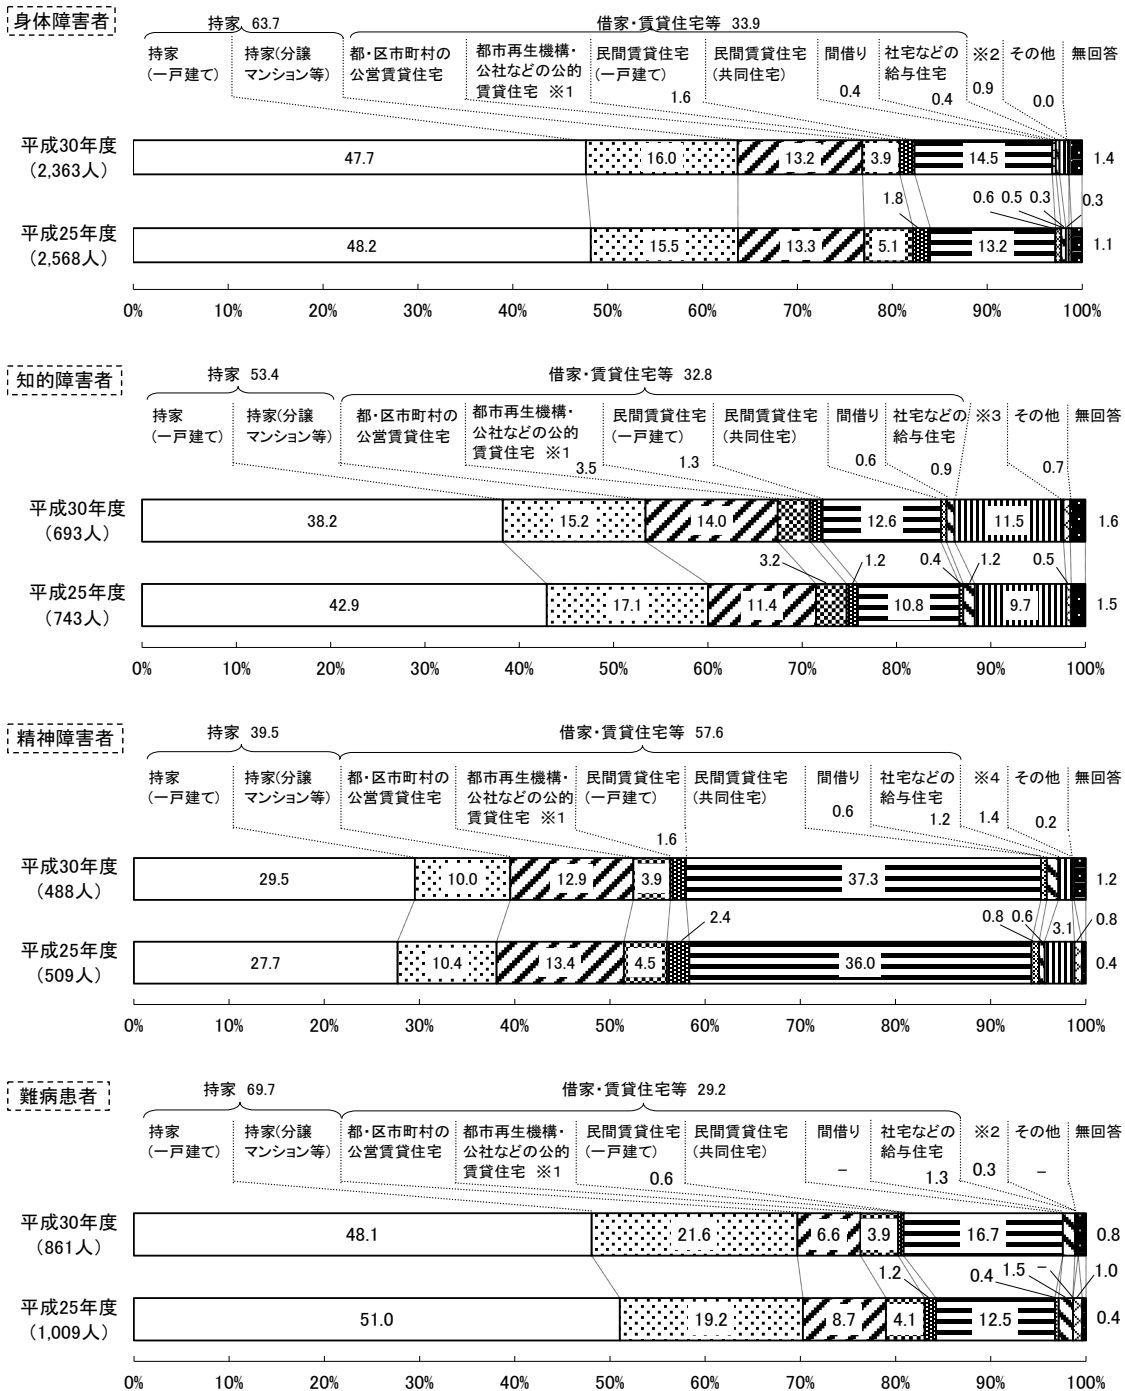 身体障害者
持家 63.7
借家・賃貸住宅等 33.9
持家
(一戸建て)
持家(分譲
マンション等)
都・区市町村の
公営賃貸住宅
都市再生機構・
公社などの公的
賃貸住宅 ※1
民間賃貸住宅
(一戸建て)
1.6
民間賃貸住宅
(共同住宅)
間借り
0.4
社宅などの
給与住宅
0.4
※2
0.9
その他
0.0
無回答
平成30年度
(2,363人)
47.7
16.0
13.2
3.9
14.5
1.4
1.8
0.6
0.5
0.3
0.3
平成25年度
(2,568人)
48.2
15.5
13.3
5.1
13.2
1.1
0%
10%
20%
30%
40%
50%
60%
70%
80%
90%
100%
知的障害者
持家 53.4
借家・賃貸住宅等 32.8
持家
(一戸建て)
持家(分譲
マンション等)
都・区市町村の
公営賃貸住宅
都市再生機構・
公社などの公的
賃貸住宅 ※1
3.5
民間賃貸住宅
(一戸建て)
1.3
民間賃貸住宅
(共同住宅)
間借り
0.6
社宅などの
給与住宅
0.9
※3
その他
0.7
無回答
平成30年度
(693人)
38.2
15.2
14.0
12.6
11.5
1.6
3.2
1.2
0.4
1.2
0.5
平成25年度
(743人)
42.9
17.1
11.4
10.8
9.7
1.5
0%
10%
20%
30%
40%
50%
60%
70%
80%
90%
100%
精神障害者
持家 39.5
借家・賃貸住宅等 57.6
持家
(一戸建て)
持家(分譲
マンション等)
都・区市町村の
公営賃貸住宅
都市再生機構・
公社などの公的
賃貸住宅 ※1
民間賃貸住宅
(一戸建て)
1.6
民間賃貸住宅
(共同住宅)
間借り
0.6
社宅などの
給与住宅
1.2
※4
1.4
その他
0.2
無回答
平成30年度
(488人)
29.5
10.0
12.9
3.9
37.3
1.2
2.4
0.8
0.6
3.1
0.8
平成25年度
(509人)
27.7
10.4
13.4
4.5
36.0
0.4
0%
10%
20%
30%
40%
50%
60%
70%
80%
90%
100%
難病患者
持家 69.7
借家・賃貸住宅等 29.2
持家
(一戸建て)
持家(分譲
マンション等)
都・区市町村の
公営賃貸住宅
都市再生機構・
公社などの公的
賃貸住宅 ※1
民間賃貸住宅
(一戸建て)
0.6
民間賃貸住宅
(共同住宅)
間借り
–
社宅などの
給与住宅
1.3
※2
0.3
その他
–
無回答
平成30年度
(861人)
48.1
21.6
6.6
3.9
16.7
0.8
1.2
0.4
1.5
–
1.0
平成25年度
(1,009人)
51.0
19.2
8.7
4.1
12.5
0.4
0%
10%
20%
30%
40%
50%
60%
70%
80%
90%
100%